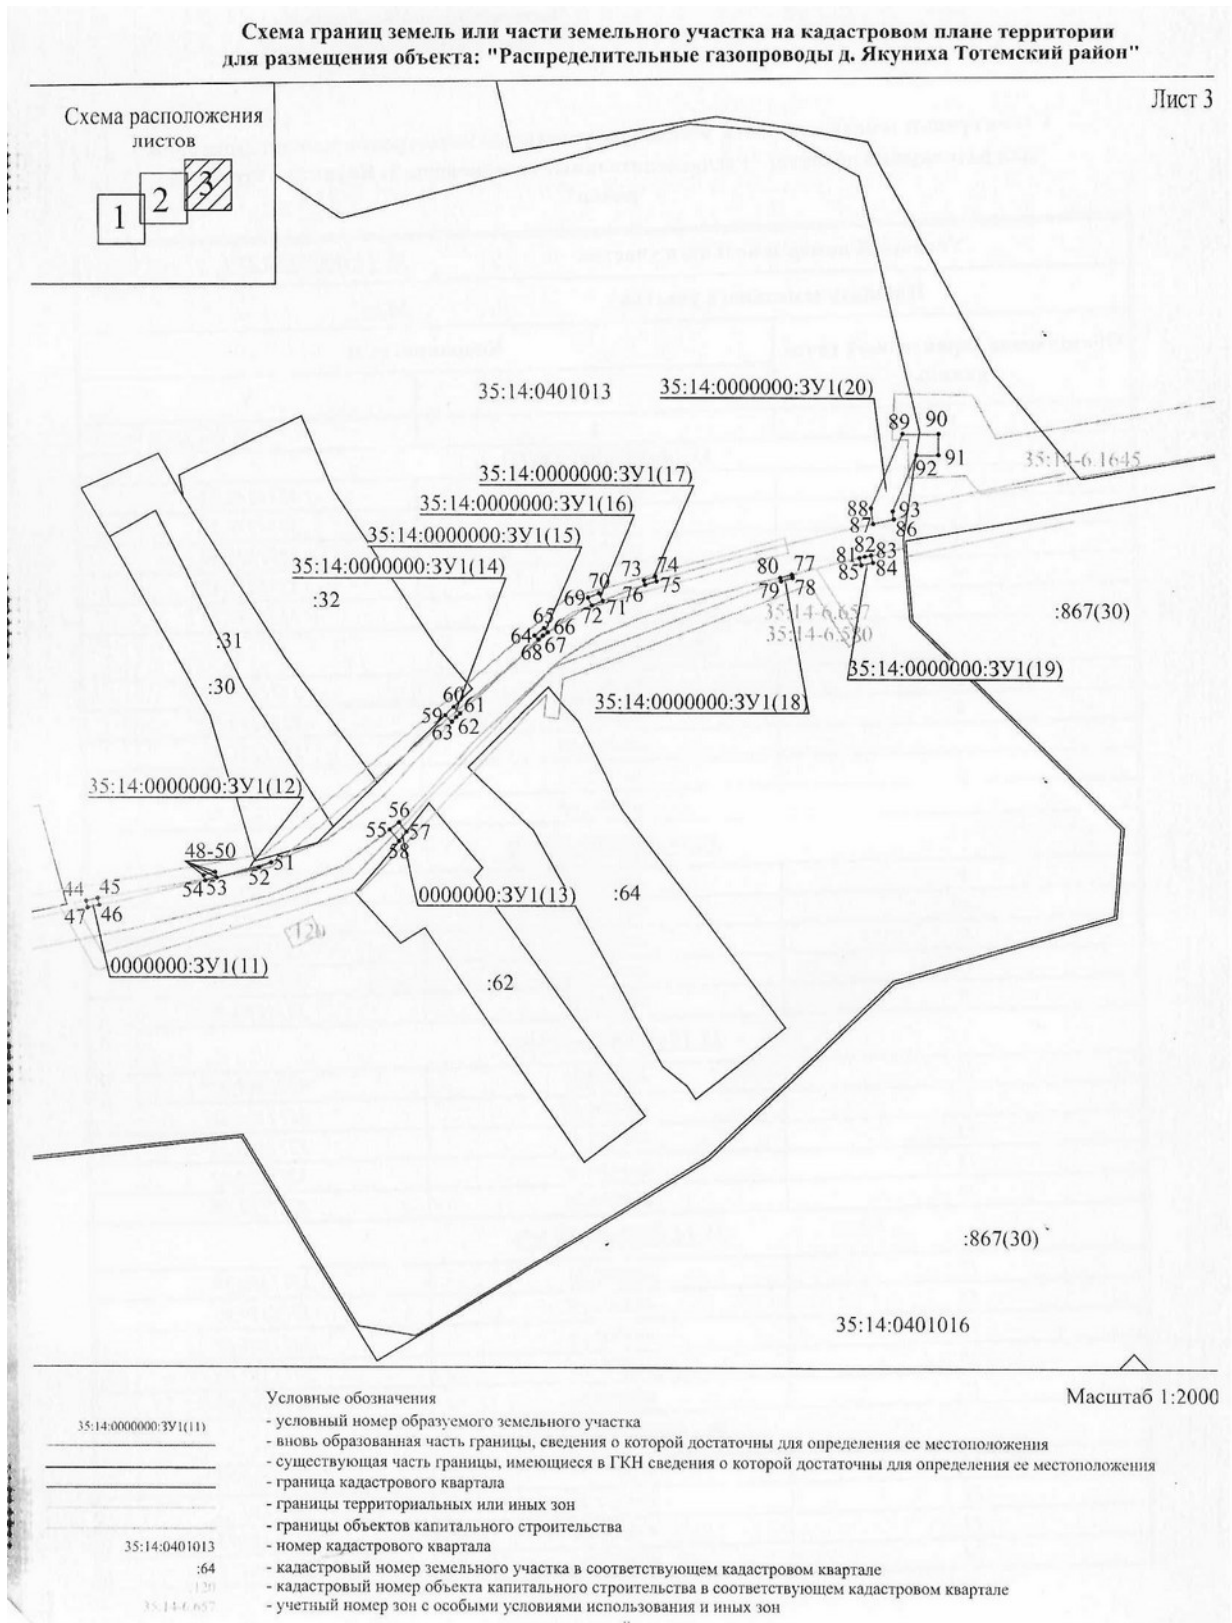 Схема границ земель или части земельного участка на кадастровом плане территории
для размещения объекта: "Распределительные газопроводы д. Якуниха Тотемский район"
Лист 3
Схема расположения
листов
1
2
3
35:14:0401013
35:14:0000000:ЗУ1(20)
89
90
91
92
35:14-6.1645
35:14:0000000:ЗУ1(17)
35:14:0000000:ЗУ1(16)
35:14:0000000:ЗУ1(15)
35:14:0000000:ЗУ1(14)
88
93
87
86
82
81
83
85
84
80
77
79
78
73
74
75
76
70
69
71
72
65
64
66
67
68
:32
:31
:30
35:14-6.657
35:14-6.580
:867(30)
35:14:0000000:ЗУ1(19)
35:14:0000000:ЗУ1(18)
60
59
61
62
63
35:14:0000000:ЗУ1(12)
56
55
57
58
48-50
51
52
54
53
44
45
47
46
0000000:ЗУ1(13)
:64
:120
0000000:ЗУ1(11)
:62
:867(30)
35:14:0401016
Масштаб 1:2000
Условные обозначения
35:14:0000000:ЗУ1(11) - условный номер образуемого земельного участка
- вновь образованная часть границы, сведения о которой достаточны для определения ее местоположения
- существующая часть границы, имеющиеся в ГКН сведения о которой достаточны для определения ее местоположения
- граница кадастрового квартала
- границы территориальных или иных зон
- границы объектов капитального строительства
35:14:0401013 - номер кадастрового квартала
:64 - кадастровый номер земельного участка в соответствующем кадастровом квартале
:120 - кадастровый номер объекта капитального строительства в соответствующем кадастровом квартале
35:14-6.657 - учетный номер зон с особыми условиями использования и иных зон